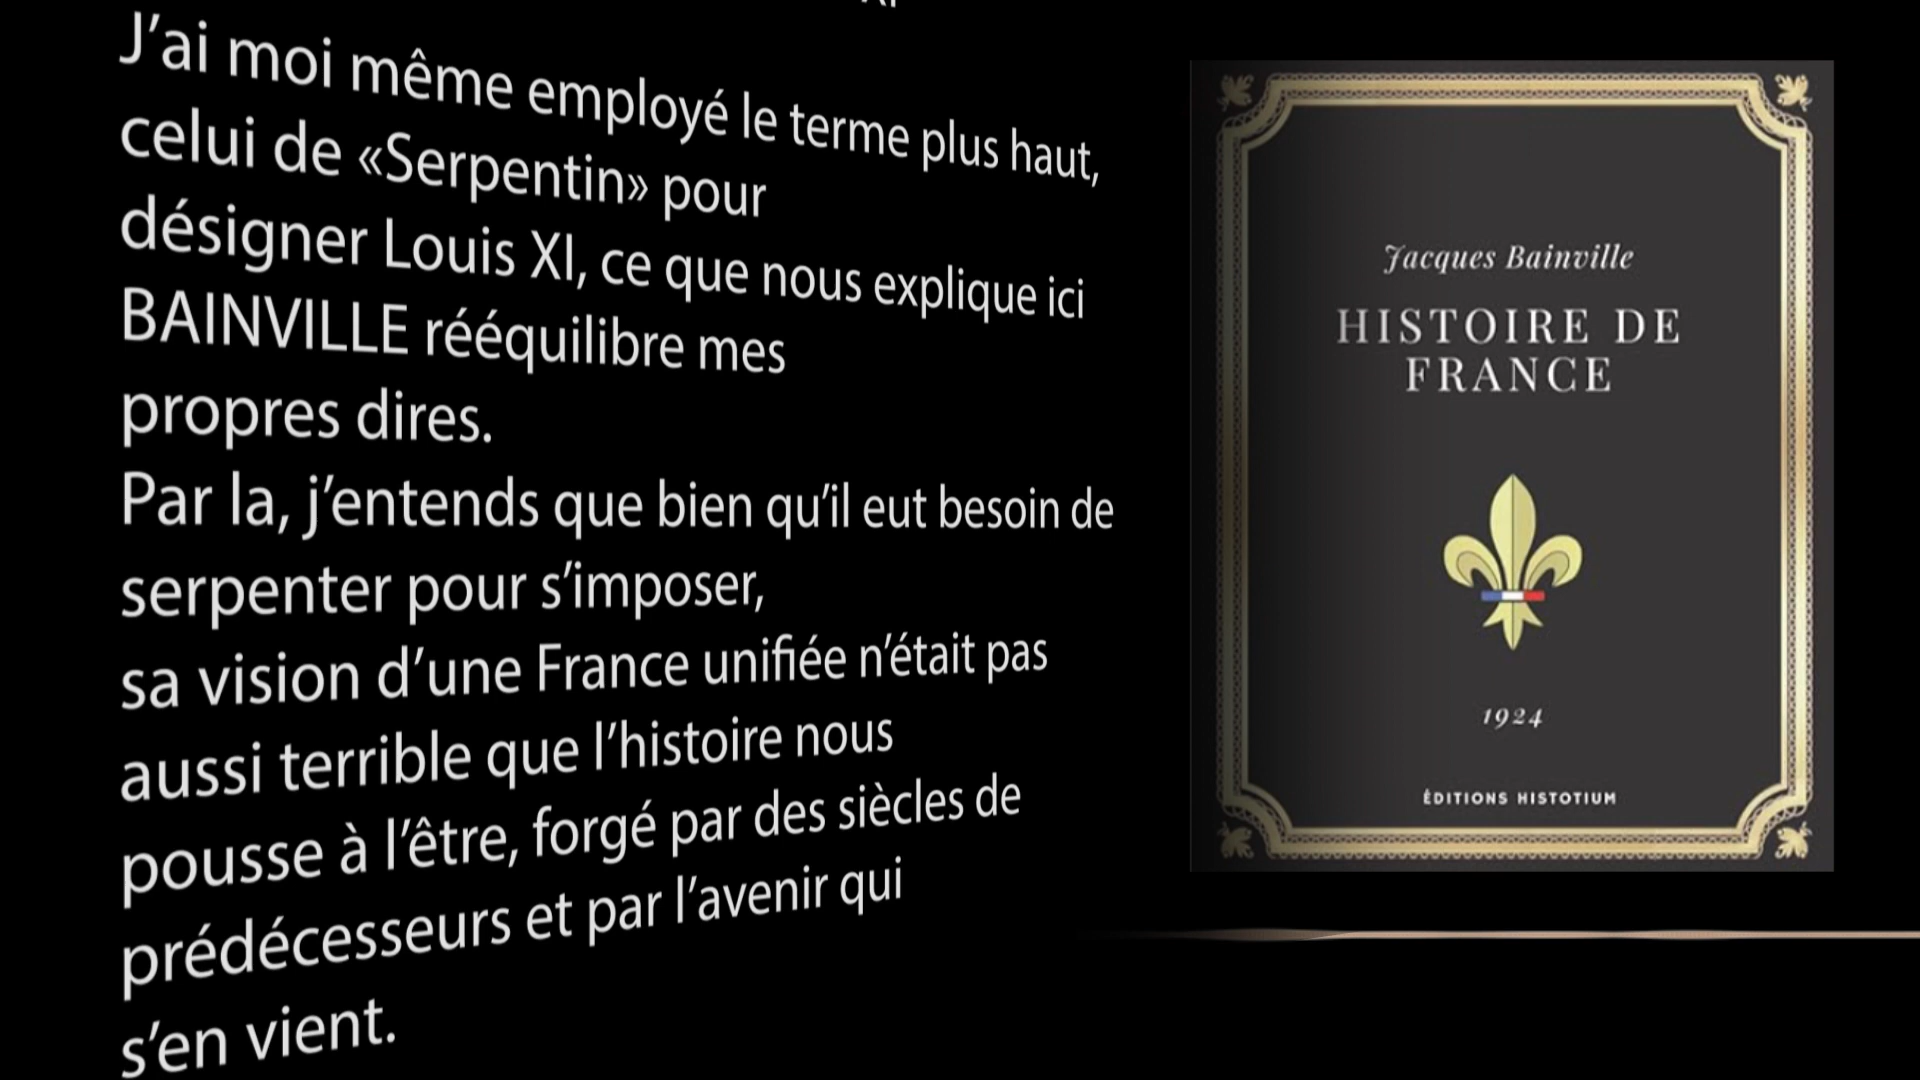 J’ai moi même employé le terme plus haut,
celui de «Serpentin» pour
désigner Louis XI, ce que nous explique ici
BAINVILLE rééquilibre mes
propres dires.
Par la, j’entends que bien qu’il eut besoin de
serpenter pour s’imposer,
sa vision d’une France unifiée n’était pas
aussi terrible que l’histoire nous
pousse à l’être, forgé par des siècles de
prédécesseurs et par l’avenir qui
s’en vient.
Jacques Bainville
HISTOIRE DE
FRANCE
1924
ÉDITIONS HISTOTIUM